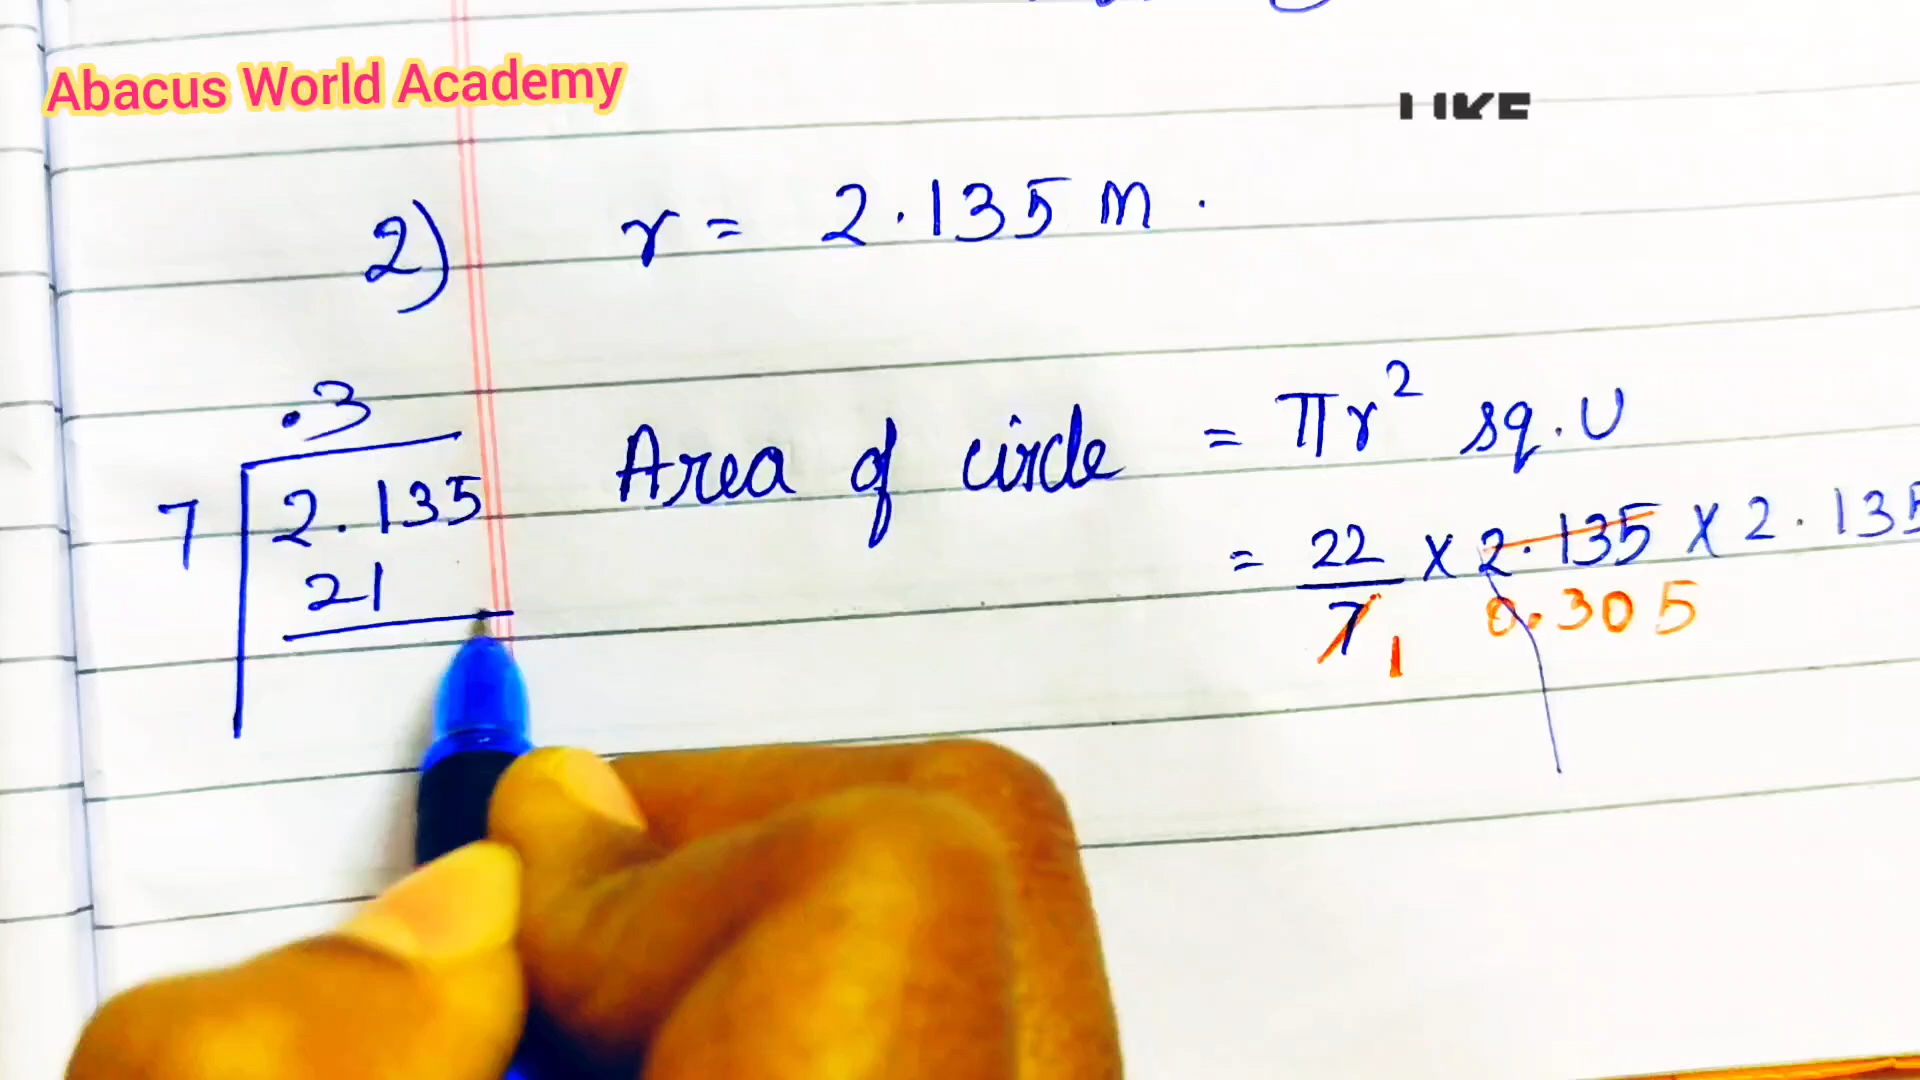 Abacus World Academy
2) r = 2.135 m.
Area of circle = πr² sq.U
= 22/7 × 2.135 × 2.135
1 0.305
.3
7 2.135
21